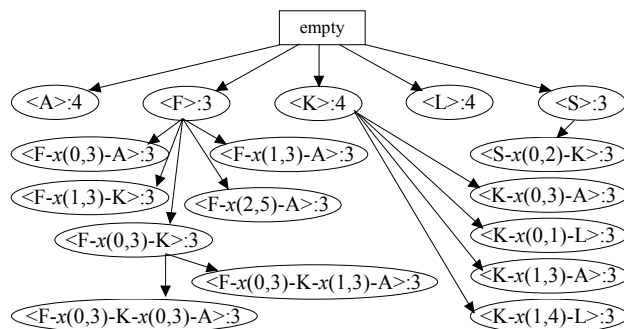 empty
<A>:4 <F>:3 <K>:4 <L>:4 <S>:3
<F-x(0,3)-A>:3 <F-x(1,3)-A>:3 <S-x(0,2)-K>:3
<F-x(1,3)-K>:3 <F-x(2,5)-A>:3 <K-x(0,3)-A>:3
<F-x(0,3)-K>:3 <K-x(0,1)-L>:3
<F-x(0,3)-K-x(1,3)-A>:3 <K-x(1,3)-A>:3
<F-x(0,3)-K-x(0,3)-A>:3 <K-x(1,4)-L>:3